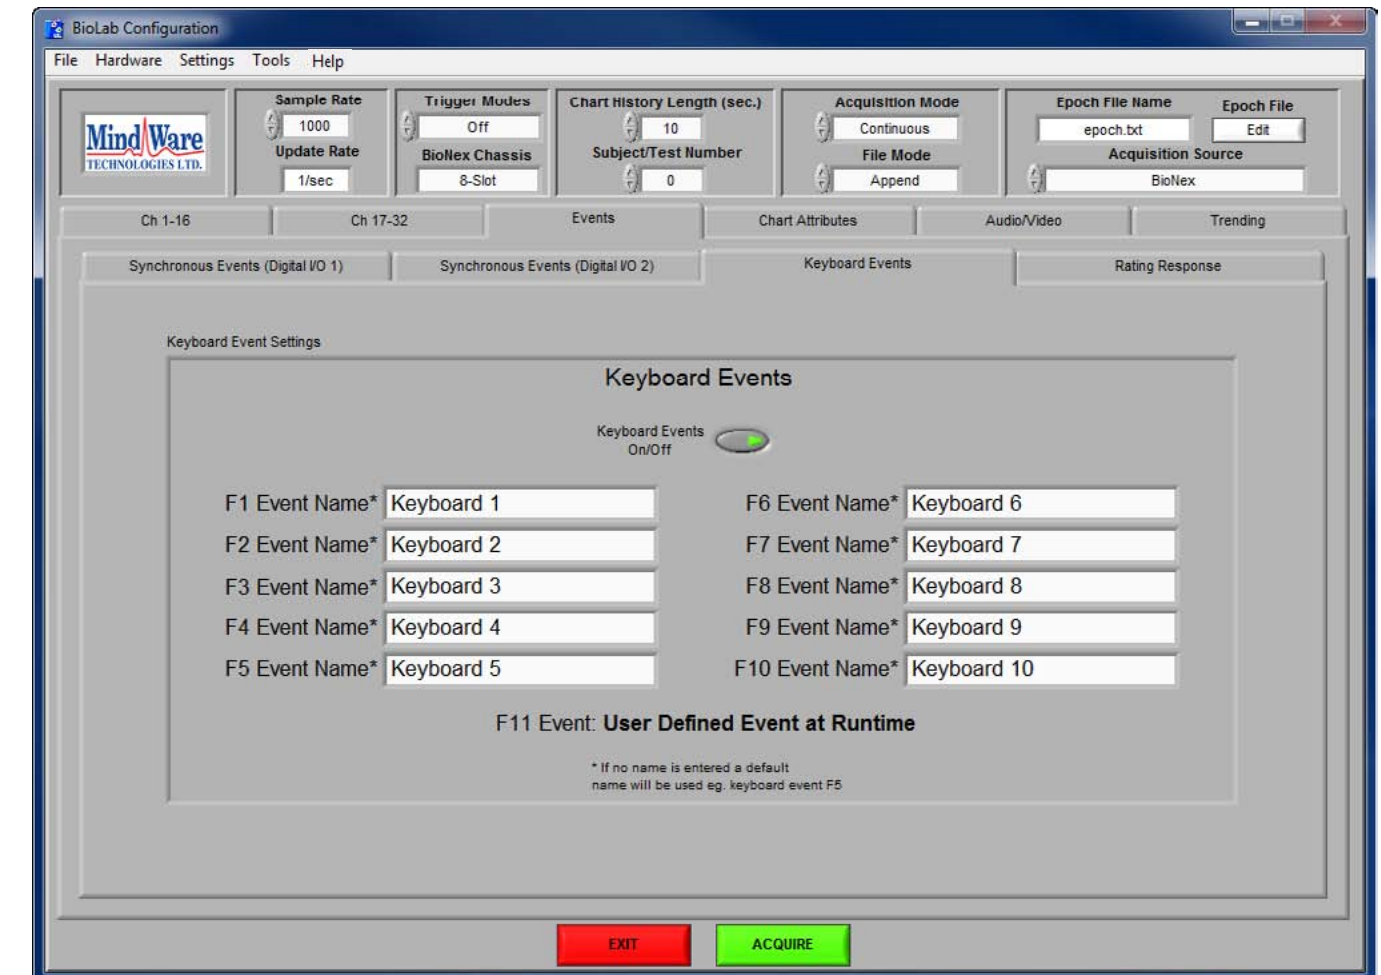 BioLab Configuration
File Hardware Settings Tools Help
MindWare
TECHNOLOGIES LTD.
Sample Rate
1000
Update Rate
1/sec
Trigger Modes
Off
BioNex Chassis
8-Slot
Chart History Length (sec.)
10
Subject/Test Number
0
Acquisition Mode
Continuous
File Mode
Append
Epoch File Name
epoch.txt
Epoch File
Edit
Acquisition Source
BioNex
Ch 1-16 Ch 17-32 Events Chart Attributes Audio/Video Trending
Synchronous Events (Digital I/O 1) Synchronous Events (Digital I/O 2) Keyboard Events Rating Response
Keyboard Event Settings
Keyboard Events
Keyboard Events
On/Off
F1 Event Name* Keyboard 1
F2 Event Name* Keyboard 2
F3 Event Name* Keyboard 3
F4 Event Name* Keyboard 4
F5 Event Name* Keyboard 5
F6 Event Name* Keyboard 6
F7 Event Name* Keyboard 7
F8 Event Name* Keyboard 8
F9 Event Name* Keyboard 9
F10 Event Name* Keyboard 10
F11 Event: User Defined Event at Runtime
* If no name is entered a default
name will be used eg. keyboard event F5
EXIT ACQUIRE